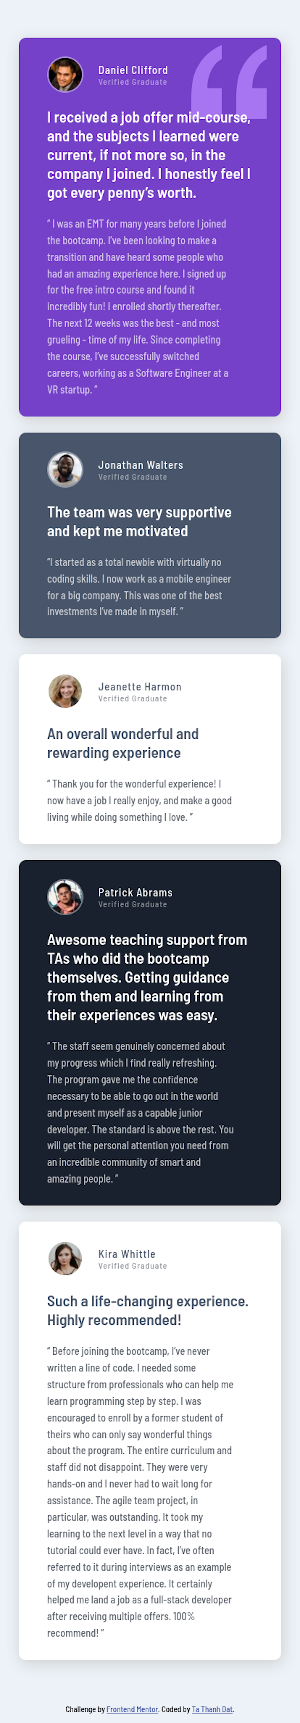 Daniel Clifford
Verified Graduate
I received a job offer mid-course,
and the subjects I learned were
current, if not more so, in the
company I joined. I honestly feel I
got every penny's worth.
“ I was an EMT for many years before I joined
the bootcamp. I've been looking to make a
transition and have heard some people who
had an amazing experience here. I signed up
for the free intro course and found it
incredibly fun! I enrolled shortly thereafter.
The next 12 weeks was the best - and most
grueling - time of my life. Since completing
the course, I've successfully switched
careers, working as a Software Engineer at a
VR startup. ”
Jonathan Walters
Verified Graduate
The team was very supportive
and kept me motivated
“I started as a total newbie with virtually no
coding skills. I now work as a mobile engineer
for a big company. This was one of the best
investments I've made in myself. ”
Jeanette Harmon
Verified Graduate
An overall wonderful and
rewarding experience
“ Thank you for the wonderful experience! I
now have a job I really enjoy, and make a good
living while doing something I love. ”
Patrick Abrams
Verified Graduate
Awesome teaching support from
TAs who did the bootcamp
themselves. Getting guidance
from them and learning from
their experiences was easy.
“ The staff seem genuinely concerned about
my progress which I find really refreshing.
The program gave me the confidence
necessary to be able to go out in the world
and present myself as a capable junior
developer. The standard is above the rest. You
will get the personal attention you need from
an incredible community of smart and
amazing people. ”
Kira Whittle
Verified Graduate
Such a life-changing experience.
Highly recommended!
“ Before joining the bootcamp, I've never
written a line of code. I needed some
structure from professionals who can help me
learn programming step by step. I was
encouraged to enroll by a former student of
theirs who can only say wonderful things
about the program. The entire curriculum and
staff did not disappoint. They were very
hands-on and I never had to wait long for
assistance. The agile team project, in
particular, was outstanding. It took my
learning to the next level in a way that no
tutorial could ever have. In fact, I've often
referred to it during interviews as an example
of my developent experience. It certainly
helped me land a job as a full-stack developer
after receiving multiple offers. 100%
recommend! ”
Challenge by Frontend Mentor. Coded by Ta Thanh Dat.